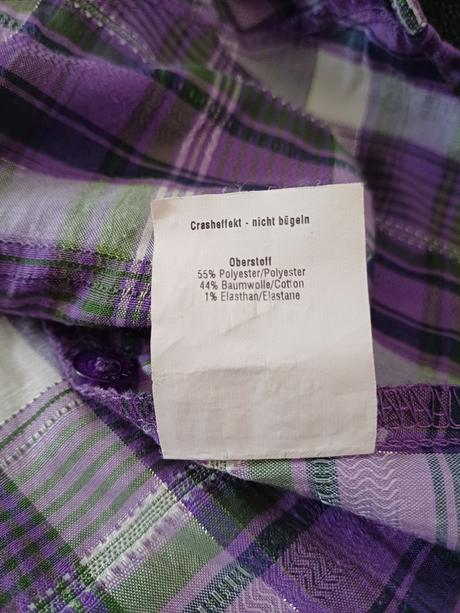 Crasheffekt - nicht bügeln
Oberstoff
55% Polyester/Polyester
44% Baumwolle/Cotton
1% Elasthan/Elastane